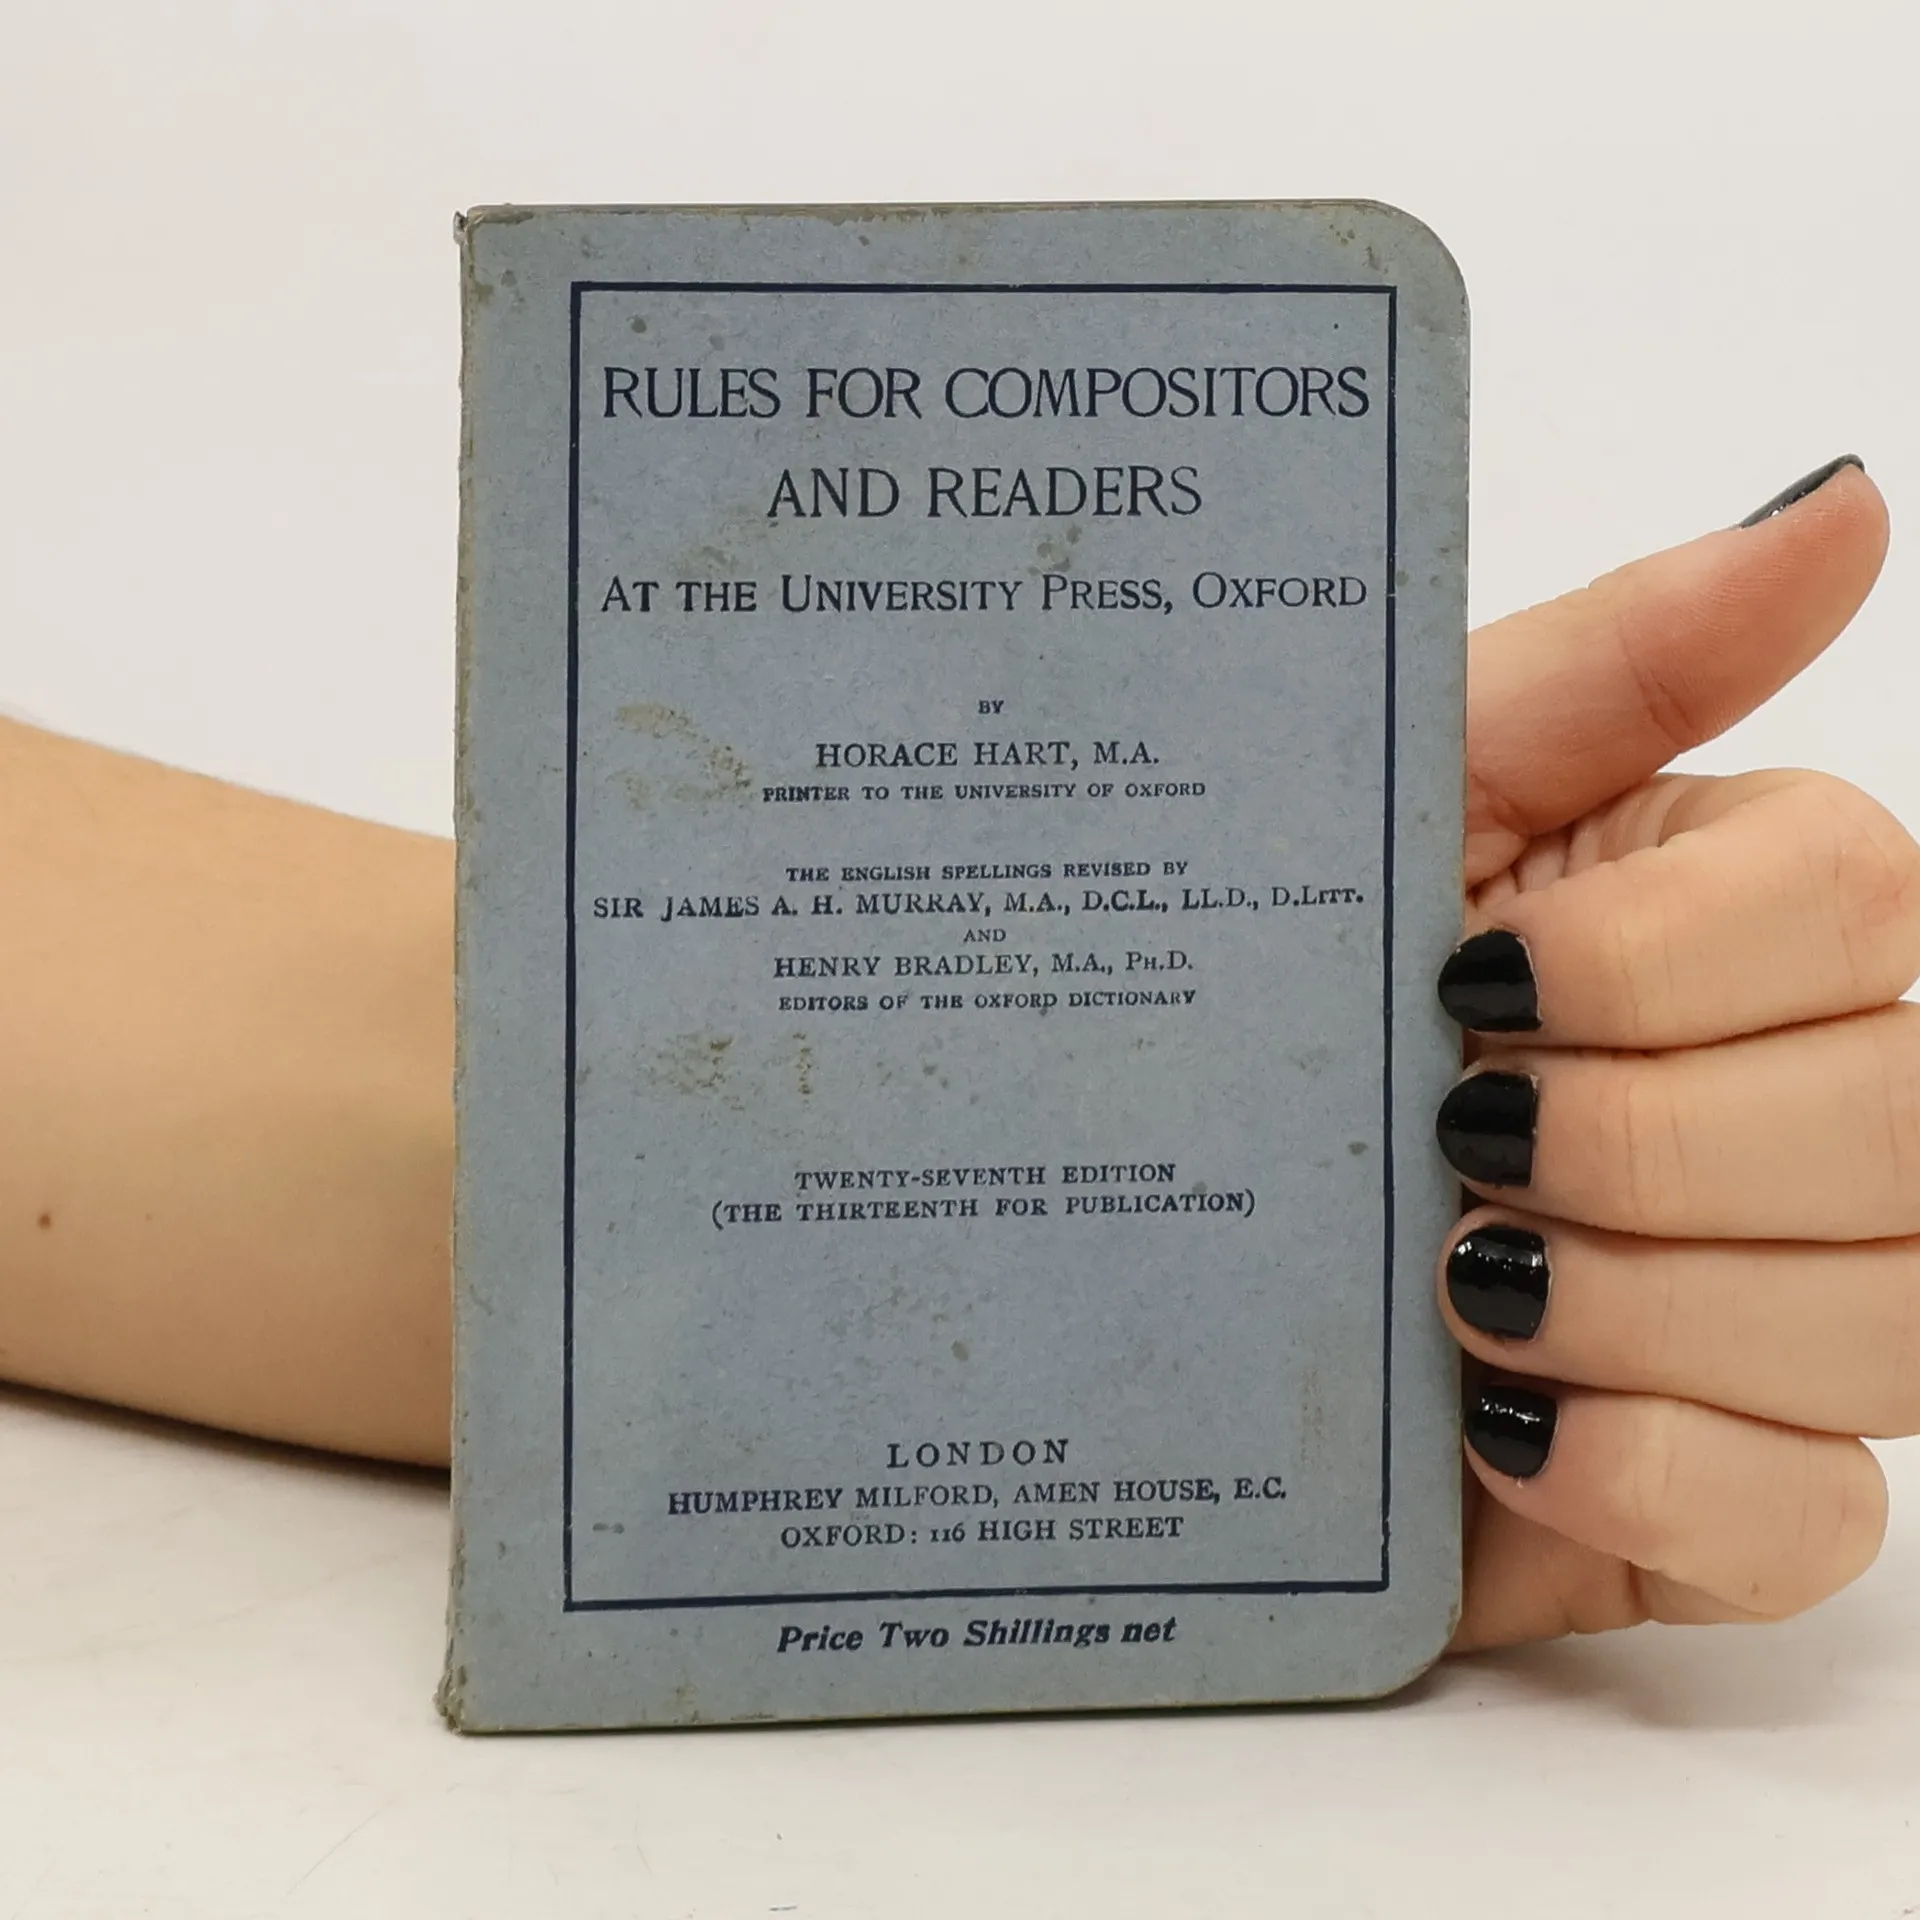 RULES FOR COMPOSITORS
AND READERS
AT THE UNIVERSITY PRESS, OXFORD
BY
HORACE HART, M.A.
PRINTER TO THE UNIVERSITY OF OXFORD
THE ENGLISH SPELLINGS REVISED BY
SIR JAMES A. H. MURRAY, M.A., D.C.L., LL.D., D.LITT.
AND
HENRY BRADLEY, M.A., PH.D.
EDITORS OF THE OXFORD DICTIONARY
TWENTY-SEVENTH EDITION
(THE THIRTEENTH FOR PUBLICATION)
LONDON
HUMPHREY MILFORD, AMEN HOUSE, E.C.
OXFORD: 116 HIGH STREET
Price Two Shillings net